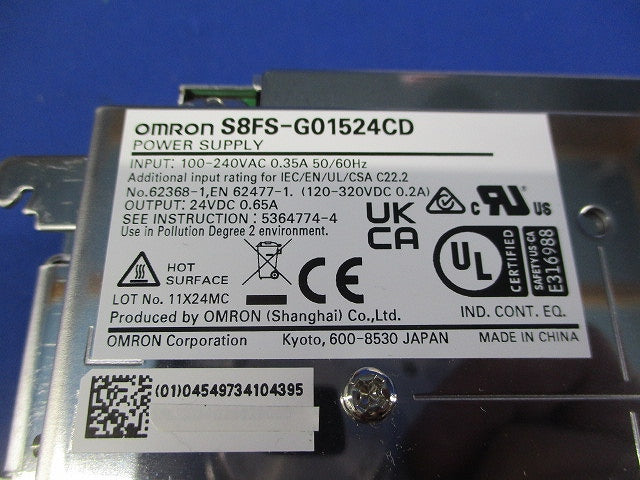 OMRON S8FS-G01524CD
POWER SUPPLY
INPUT: 100-240VAC 0.35A 50/60Hz
Additional input rating for IEC/EN/UL/CSA C22.2
No.62368-1,EN 62477-1. (120-320VDC 0.2A)
OUTPUT: 24VDC 0.65A
SEE INSTRUCTION : 5364774-4
Use in Pollution Degree 2 environment.
UK
CA
c RU US
HOT
SURFACE
CE
UL
CERTIFIED
SAFETY US-CA
E316988
LOT No. 11X24MC
IND. CONT. EQ.
Produced by OMRON (Shanghai) Co.,Ltd.
OMRON Corporation Kyoto, 600-8530 JAPAN MADE IN CHINA
(01)04549734104395